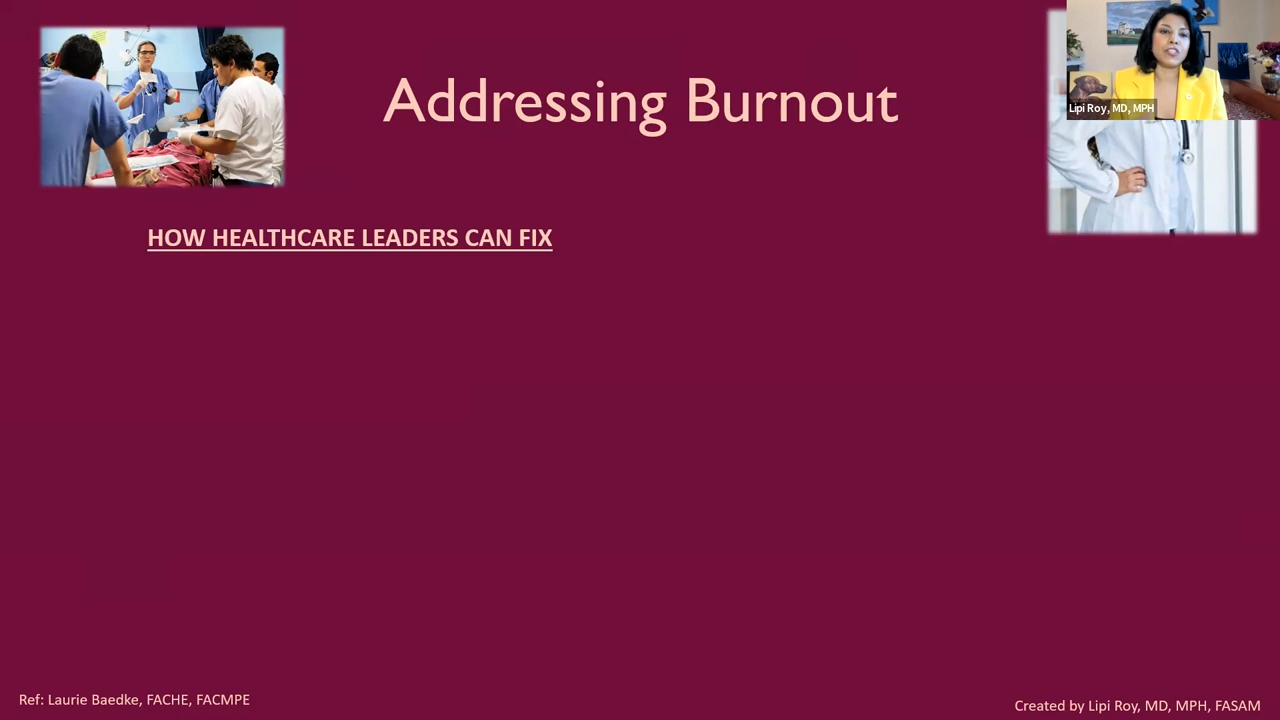 Addressing Burnout
Lipi Roy, MD, MPH
HOW HEALTHCARE LEADERS CAN FIX
Ref: Laurie Baedke, FACHE, FACMPE
Created by Lipi Roy, MD, MPH, FASAM